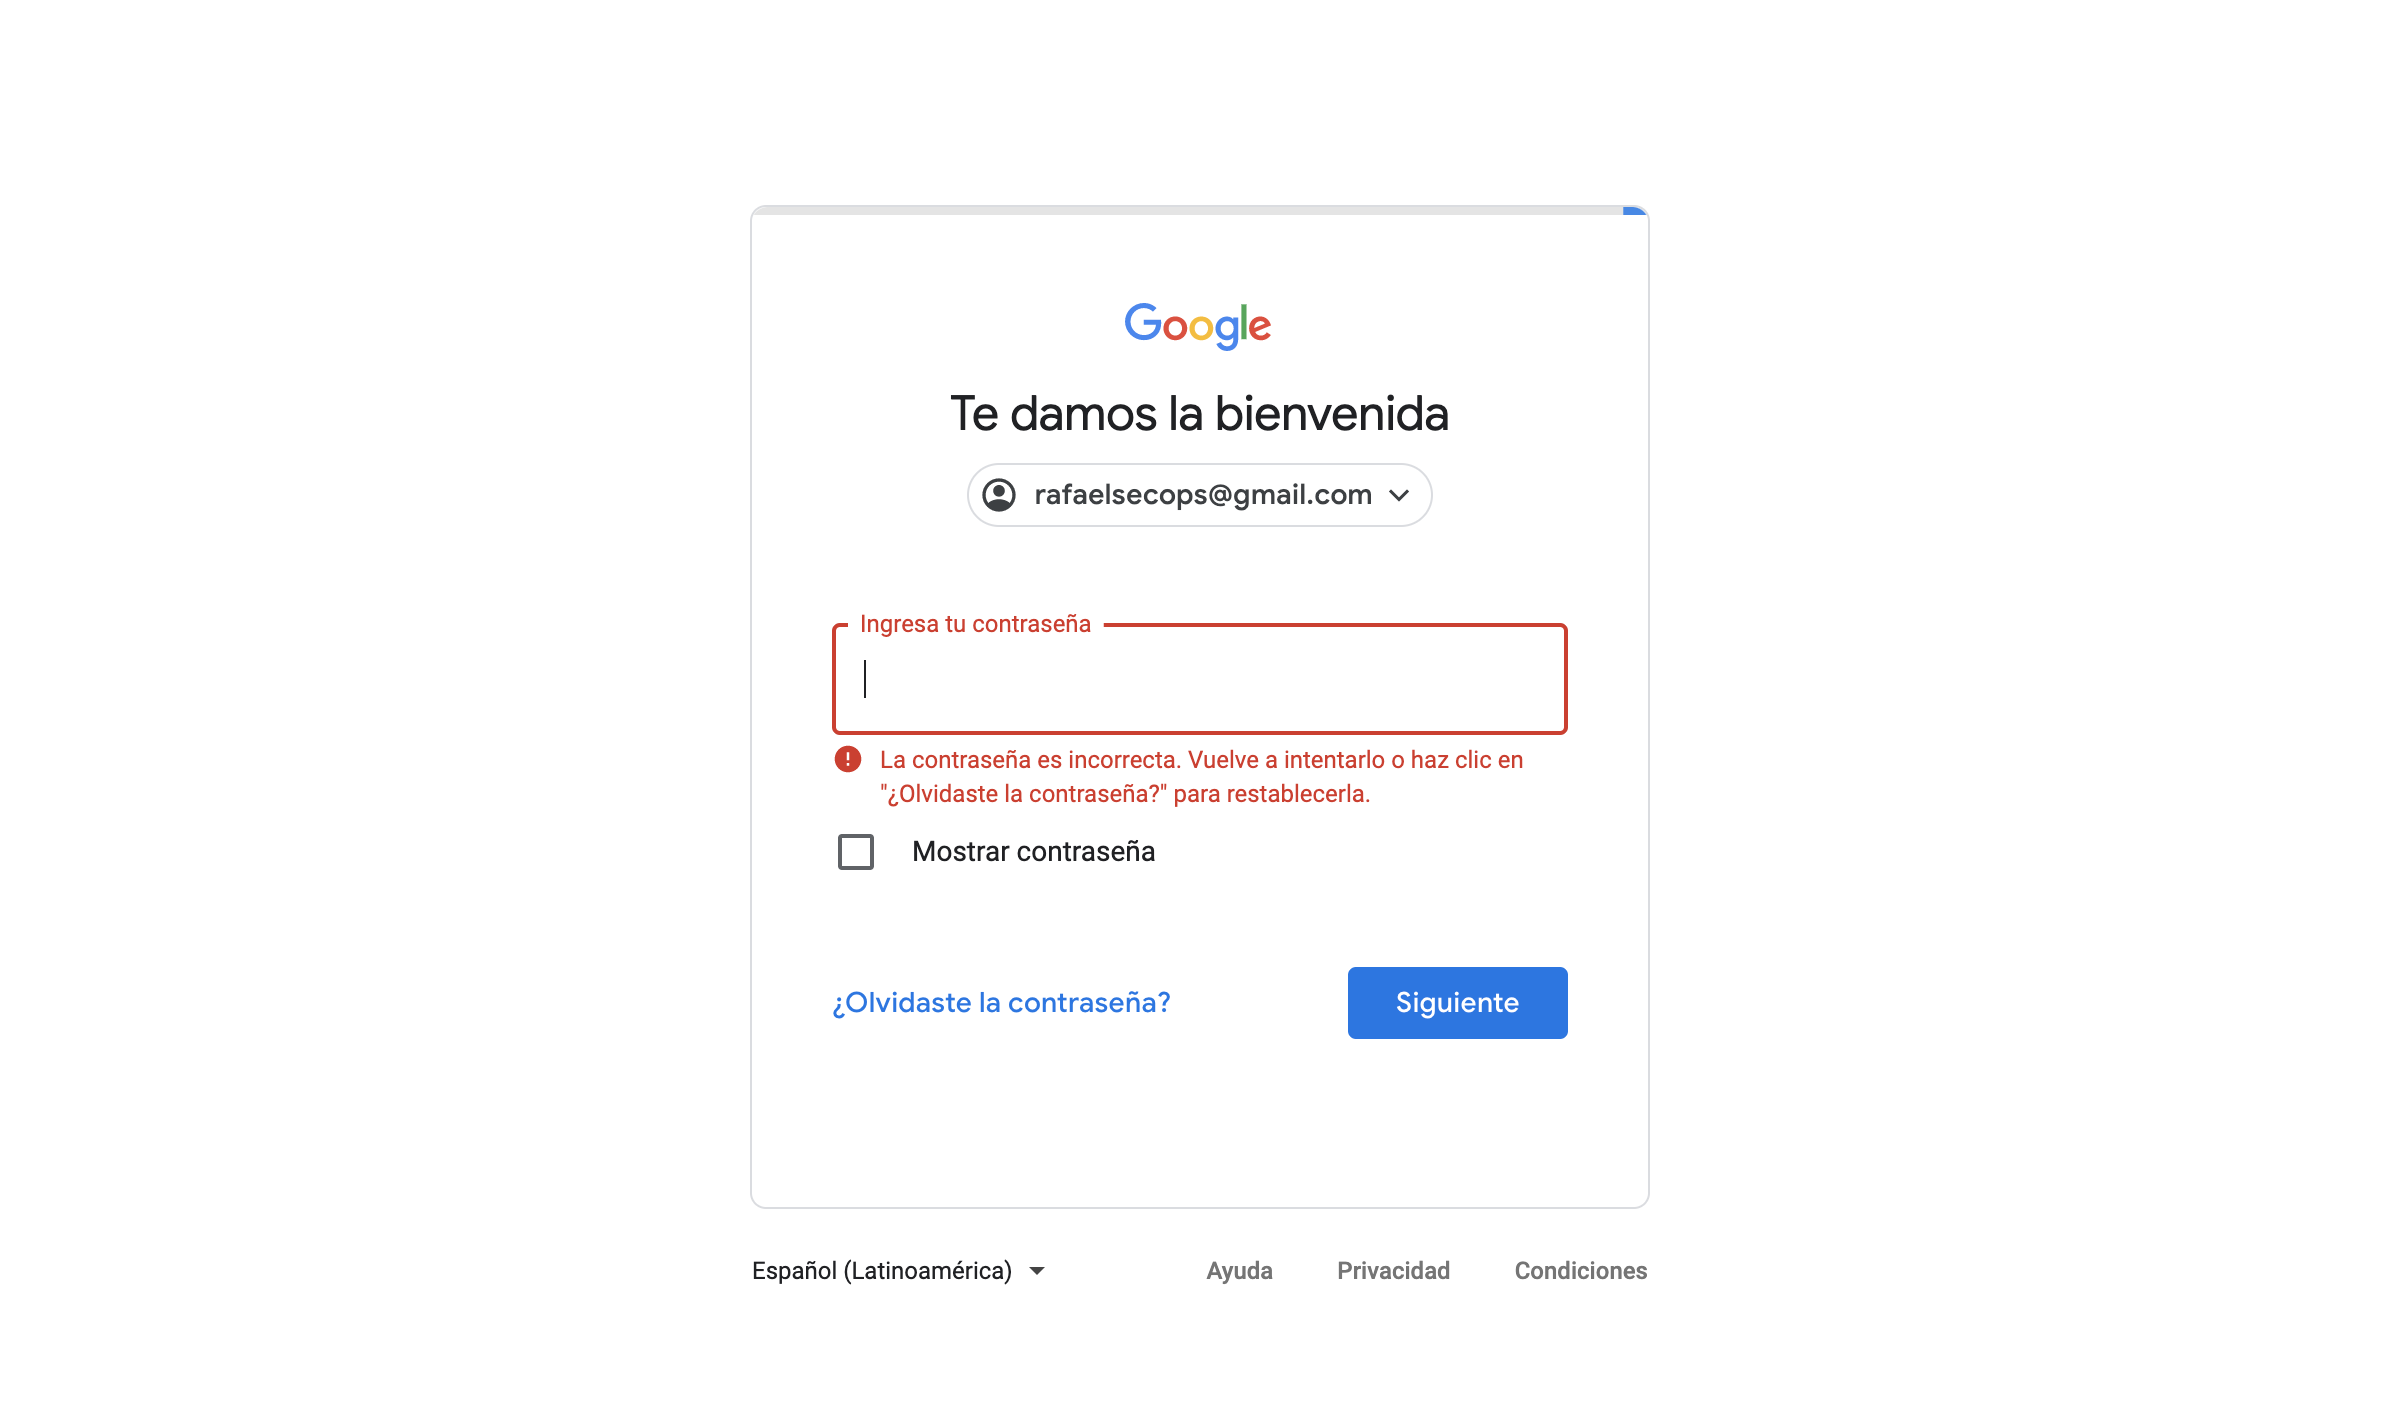 Google
Te damos la bienvenida
rafaelsecops@gmail.com
Ingresa tu contraseña
La contraseña es incorrecta. Vuelve a intentarlo o haz clic en
"¿Olvidaste la contraseña?" para restablecerla.
Mostrar contraseña
¿Olvidaste la contraseña?
Siguiente
Español (Latinoamérica)
Ayuda
Privacidad
Condiciones